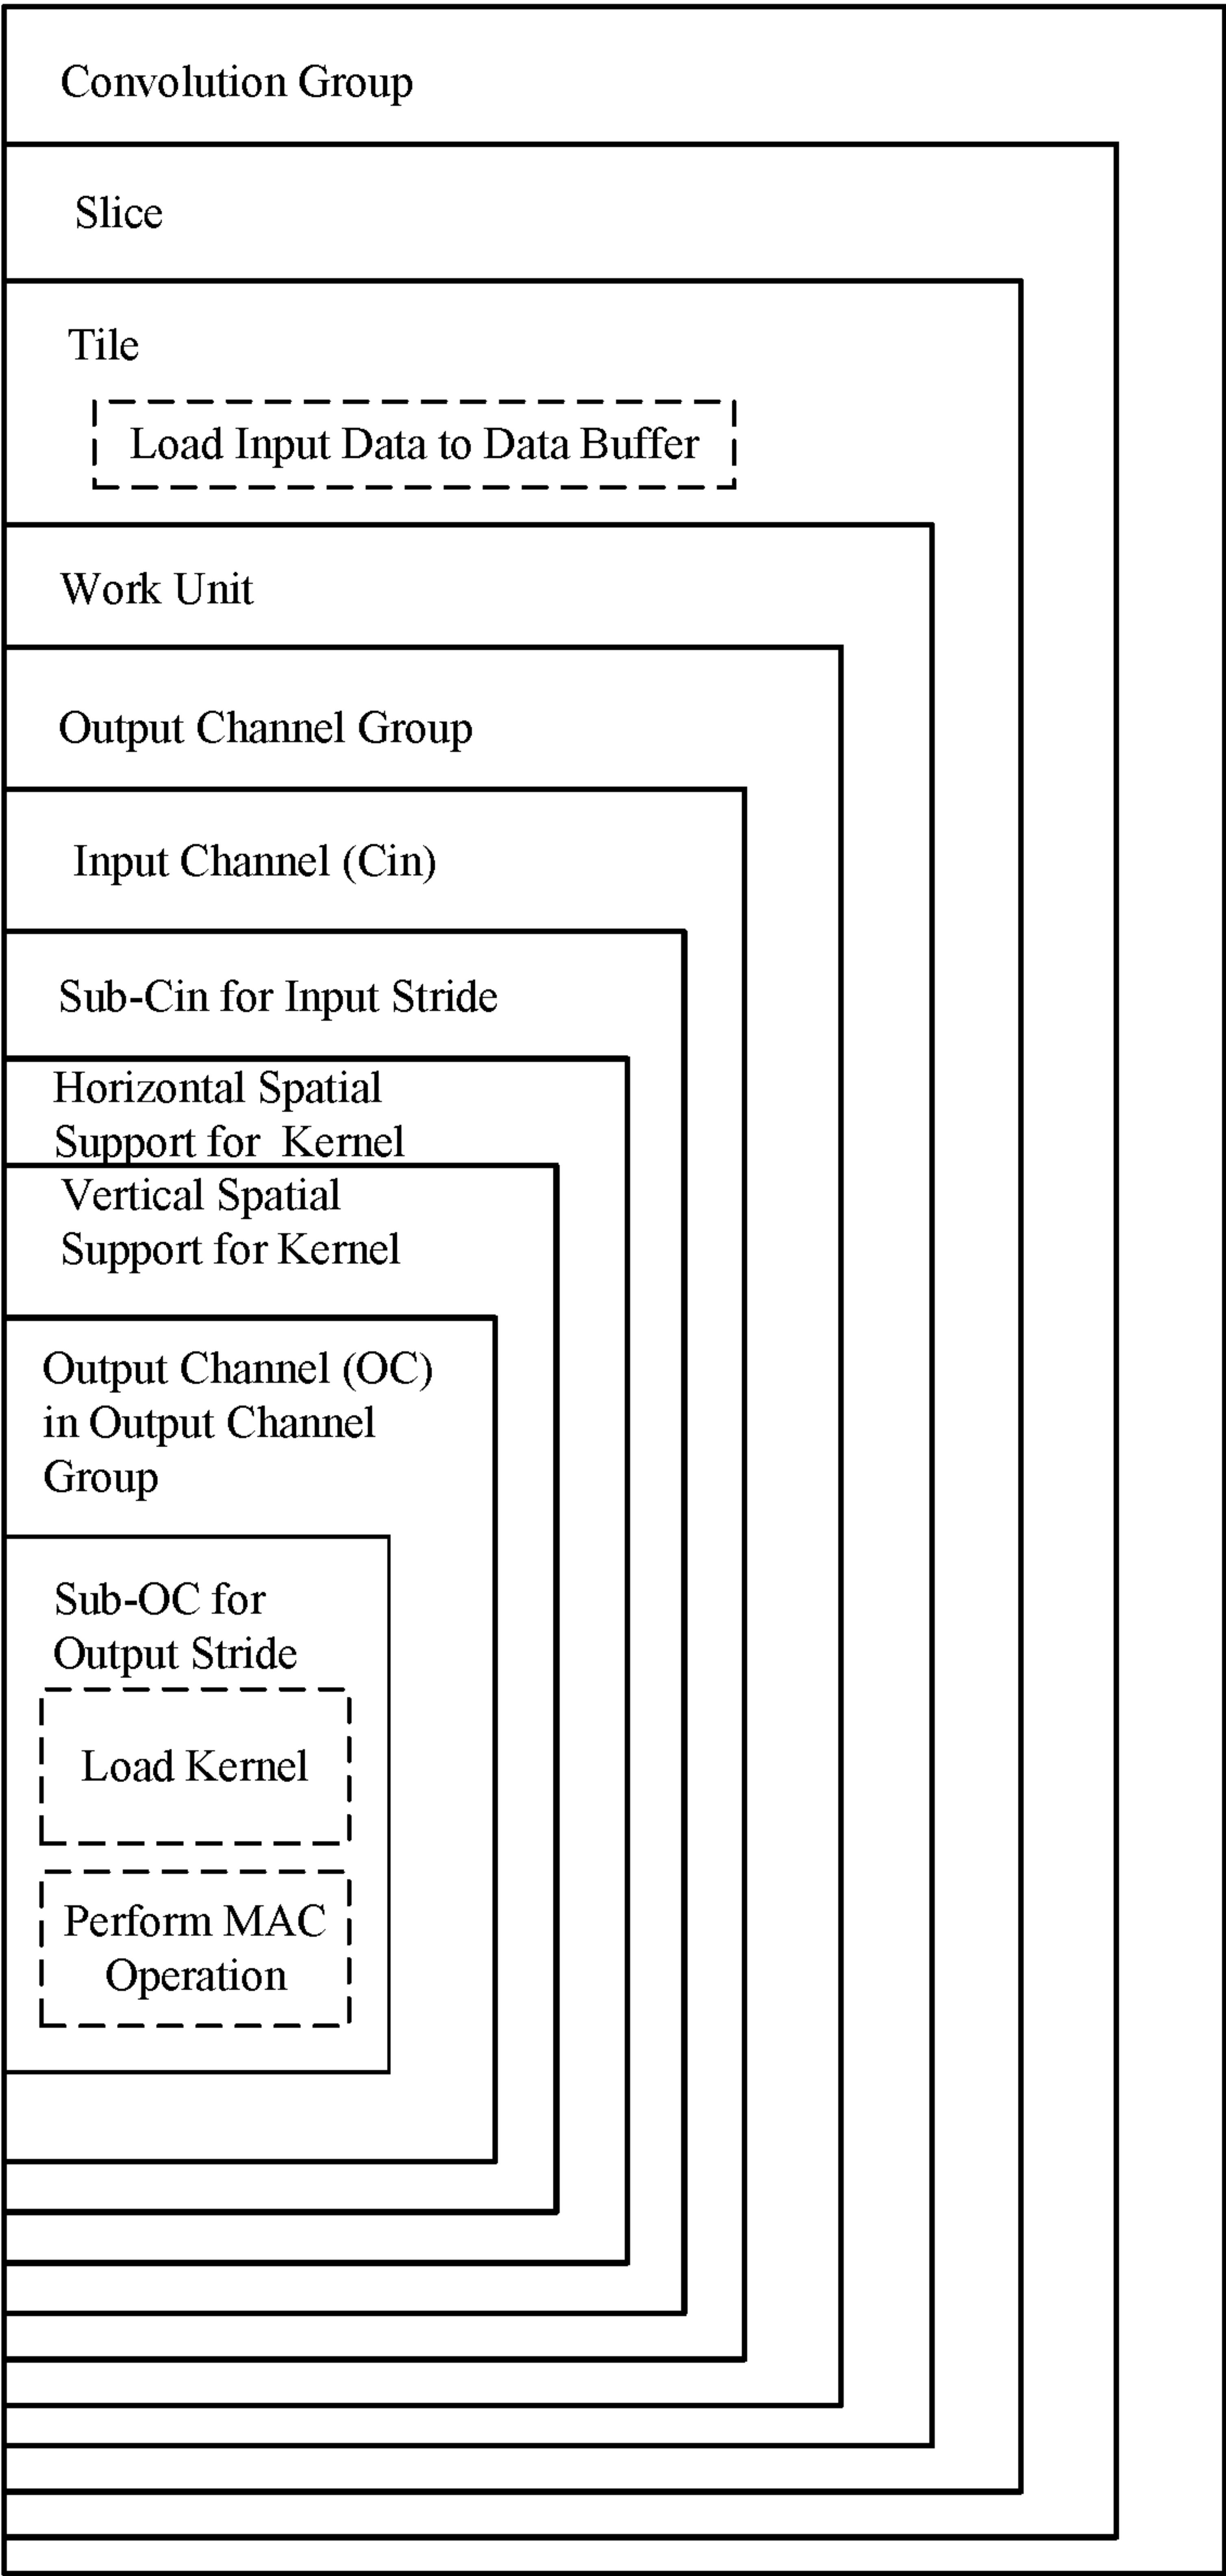 Convolution Group
Slice
Tile
Load Input Data to Data Buffer
Work Unit
Output Channel Group
Input Channel (Cin)
Sub-Cin for Input Stride
Horizontal Spatial
Support for Kernel
Vertical Spatial
Support for Kernel
Output Channel (OC)
in Output Channel
Group
Sub-OC for
Output Stride
Load Kernel
Perform MAC
Operation